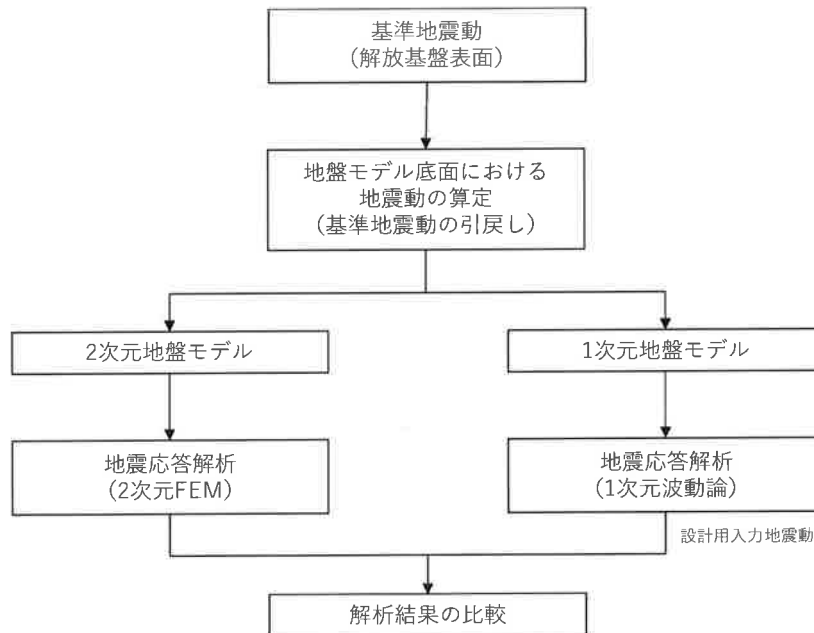 基準地震動
(解放基盤表面)
地盤モデル底面における
地震動の算定
(基準地震動の引戻し)
2次元地盤モデル
1次元地盤モデル
地震応答解析
(2次元FEM)
地震応答解析
(1次元波動論)
設計用入力地震動
解析結果の比較